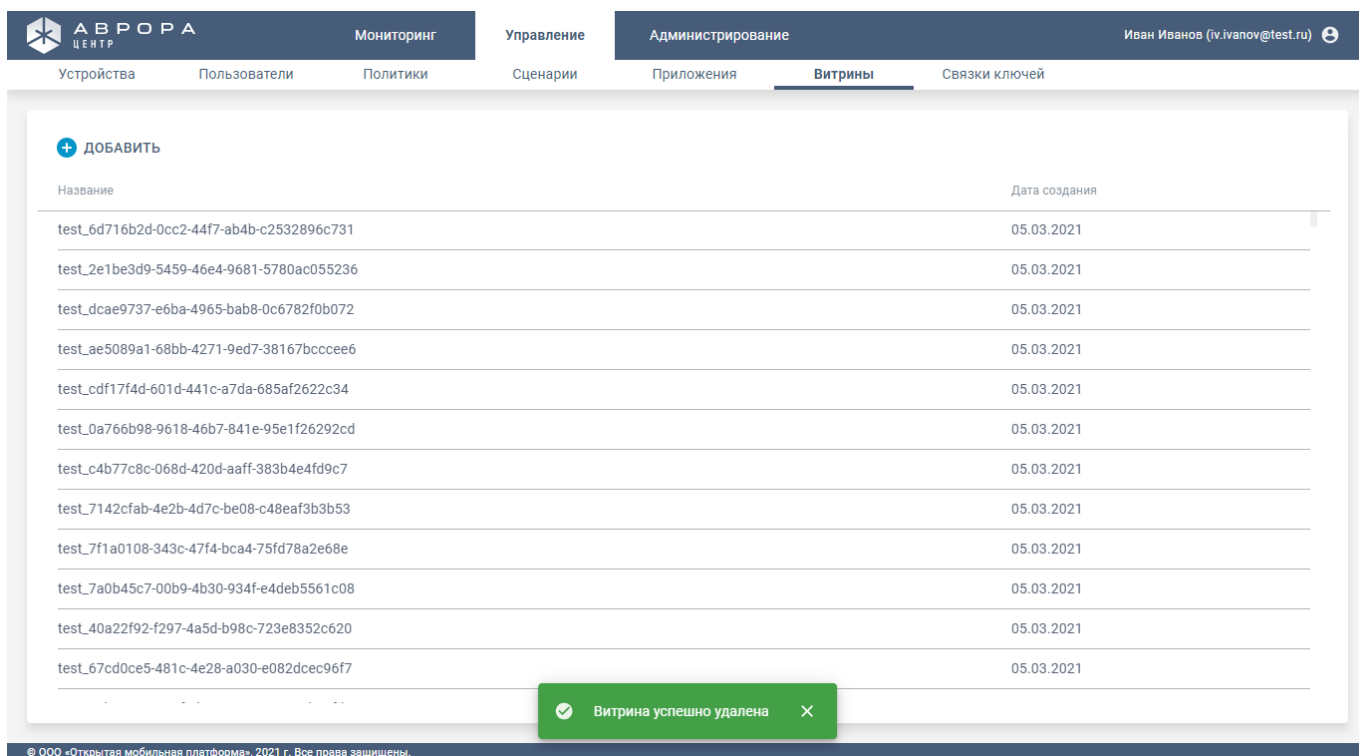 АВРОРА
ЦЕНТР
Мониторинг Управление Администрирование Иван Иванов (iv.ivanov@test.ru)
Устройства Пользователи Политики Сценарии Приложения Витрины Связки ключей
ДОБАВИТЬ
Название Дата создания
test_6d716b2d-0cc2-44f7-ab4b-c2532896c731 05.03.2021
test_2e1be3d9-5459-46e4-9681-5780ac055236 05.03.2021
test_dcae9737-e6ba-4965-bab8-0c6782f0b072 05.03.2021
test_ae5089a1-68bb-4271-9ed7-38167bcccee6 05.03.2021
test_cdf17f4d-601d-441c-a7da-685af2622c34 05.03.2021
test_0a766b98-9618-46b7-841e-95e1f26292cd 05.03.2021
test_c4b77c8c-068d-420d-aaff-383b4e4fd9c7 05.03.2021
test_7142cfab-4e2b-4d7c-be08-c48eaf3b3b53 05.03.2021
test_7f1a0108-343c-47f4-bca4-75fd78a2e68e 05.03.2021
test_7a0b45c7-00b9-4b30-934f-e4deb5561c08 05.03.2021
test_40a22f92-f297-4a5d-b98c-723e8352c620 05.03.2021
test_67cd0ce5-481c-4e28-a030-e082dcec96f7 05.03.2021
Витрина успешно удалена
© ООО «Открытая мобильная платформа», 2021 г. Все права защищены.